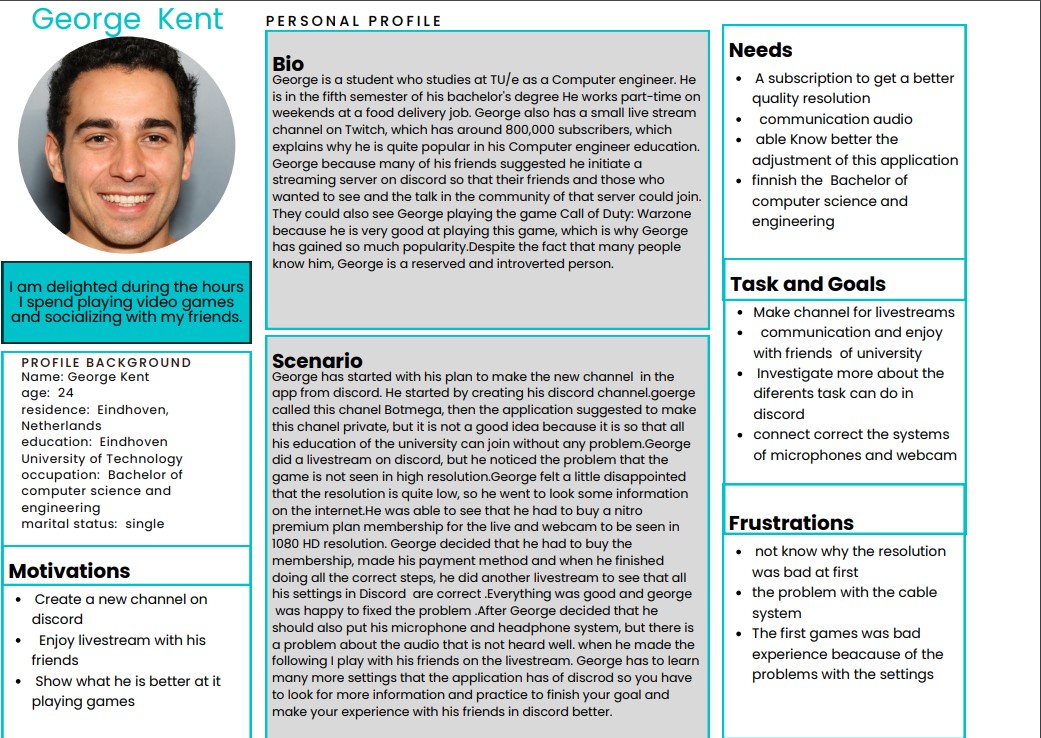 George Kent
I am delighted during the hours
I spend playing video games
and socializing with my friends.
PROFILE BACKGROUND
Name: George Kent
age: 24
residence: Eindhoven,
Netherlands
education: Eindhoven
University of Technology
occupation: Bachelor of
computer science and
engineering
marital status: single
Motivations
• Create a new channel on
discord
• Enjoy livestream with his
friends
• Show what he is better at it
playing games
PERSONAL PROFILE
Bio
George is a student who studies at TU/e as a Computer engineer. He
is in the fifth semester of his bachelor's degree He works part-time on
weekends at a food delivery job. George also has a small live stream
channel on Twitch, which has around 800,000 subscribers, which
explains why he is quite popular in his Computer engineer education.
George because many of his friends suggested he initiate a
streaming server on discord so that their friends and those who
wanted to see and the talk in the community of that server could join.
They could also see George playing the game Call of Duty: Warzone
because he is very good at playing this game, which is why George
has gained so much popularity.Despite the fact that many people
know him, George is a reserved and introverted person.
Scenario
George has started with his plan to make the new channel in the
app from discord. He started by creating his discord channel.goerge
called this chanel Botmega, then the application suggested to make
this chanel private, but it is not a good idea because it is so that all
his education of the university can join without any problem.George
did a livestream on discord, but he noticed the problem that the
game is not seen in high resolution.George felt a little disappointed
that the resolution is quite low, so he went to look some information
on the internet.He was able to see that he had to buy a nitro
premium plan membership for the live and webcam to be seen in
1080 HD resolution. George decided that he had to buy the
membership, made his payment method and when he finished
doing all the correct steps, he did another livestream to see that all
his settings in Discord are correct .Everything was good and george
was happy to fixed the problem .After George decided that he
should also put his microphone and headphone system, but there is
a problem about the audio that is not heard well. when he made the
following I play with his friends on the livestream. George has to learn
many more settings that the application has of discrod so you have
to look for more information and practice to finish your goal and
make your experience with his friends in discord better.
Needs
• A subscription to get a better
quality resolution
• communication audio
• able Know better the
adjustment of this application
• finnish the Bachelor of
computer science and
engineering
Task and Goals
• Make channel for livestreams
• communication and enjoy
with friends of university
• Investigate more about the
diferents task can do in
discord
• connect correct the systems
of microphones and webcam
Frustrations
• not know why the resolution
was bad at first
• the problem with the cable
system
• The first games was bad
experience beacause of the
problems with the settings